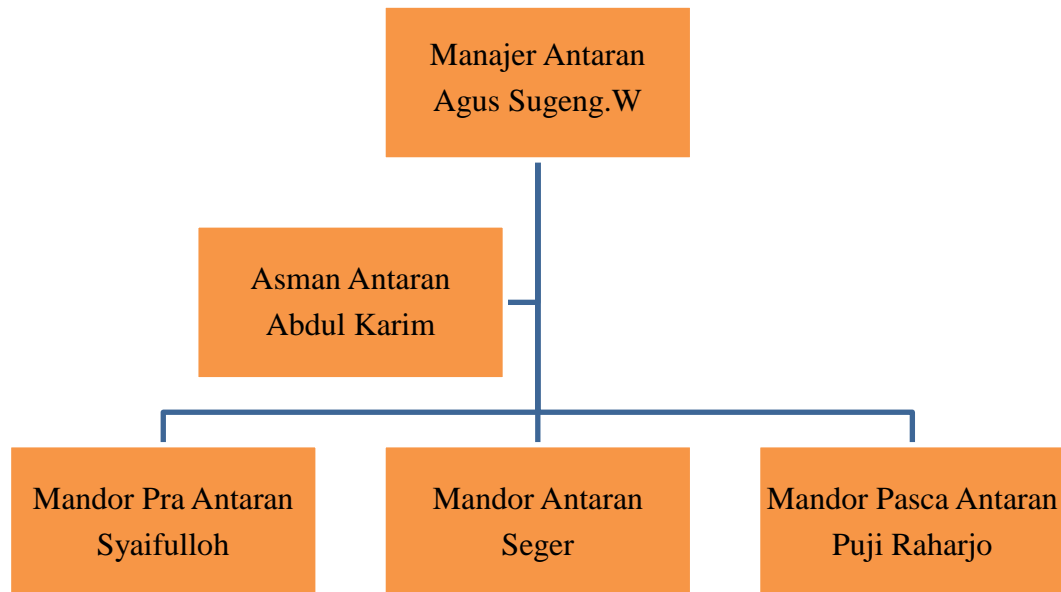 Manajer Antaran
Agus Sugeng.W
Asman Antaran
Abdul Karim
Mandor Pra Antaran
Syaifulloh
Mandor Antaran
Seger
Mandor Pasca Antaran
Puji Raharjo